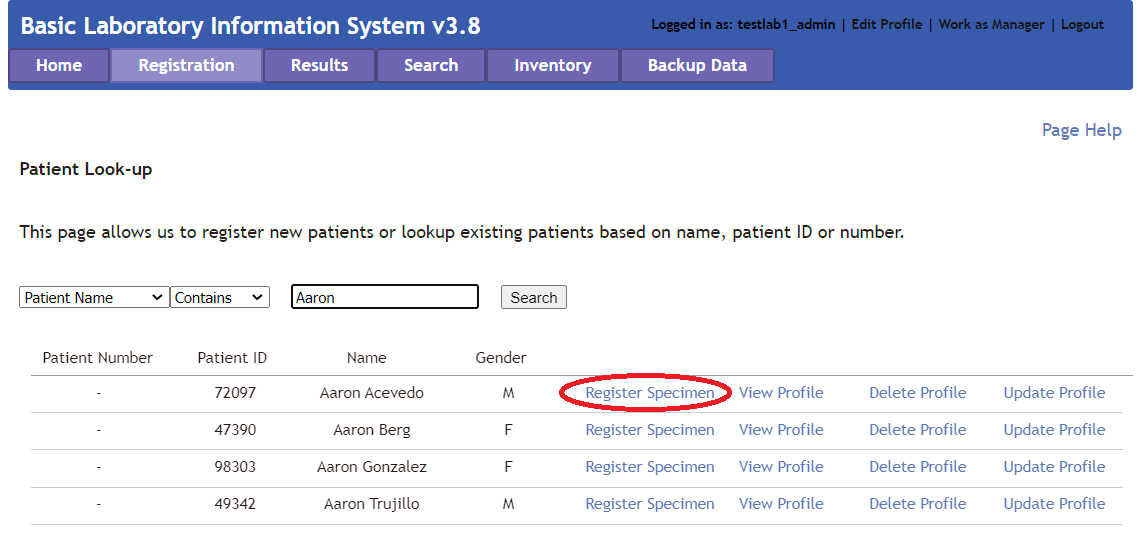 Basic Laboratory Information System v3.8
Logged in as: testlab1_admin | Edit Profile | Work as Manager | Logout
Home Registration Results Search Inventory Backup Data
Page Help
Patient Look-up
This page allows us to register new patients or lookup existing patients based on name, patient ID or number.
Patient Name Contains Aaron Search
Patient Number Patient ID Name Gender
- 72097 Aaron Acevedo M Register Specimen View Profile Delete Profile Update Profile
- 47390 Aaron Berg F Register Specimen View Profile Delete Profile Update Profile
- 98303 Aaron Gonzalez F Register Specimen View Profile Delete Profile Update Profile
- 49342 Aaron Trujillo M Register Specimen View Profile Delete Profile Update Profile